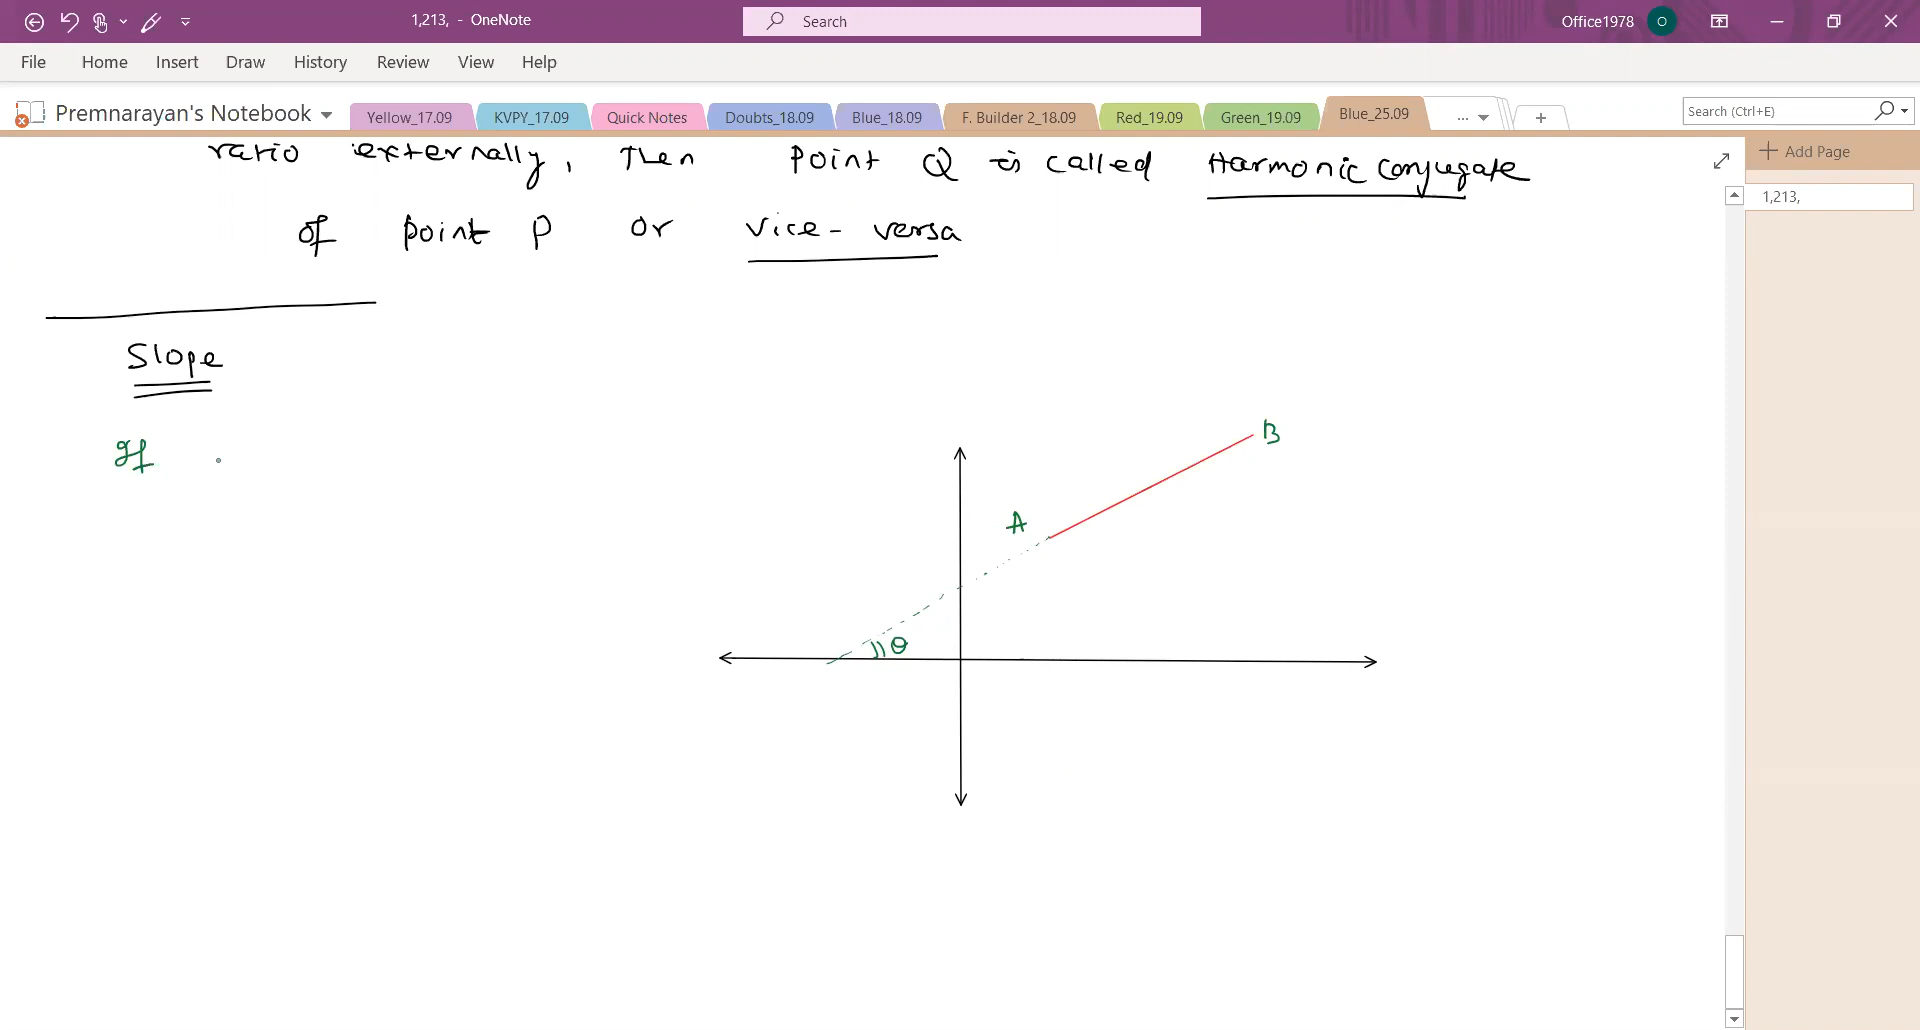 1,213, - OneNote
Search
Office1978
O
File Home Insert Draw History Review View Help
Premnarayan's Notebook
Yellow_17.09
KVPY_17.09
Quick Notes
Doubts_18.09
Blue_18.09
F. Builder 2_18.09
Red_19.09
Green_19.09
Blue_25.09
...
Search (Ctrl+E)
Add Page
1,213,
ratio externally, Then point Q is called Harmonic conjugate
of point P or vice-versa
Slope
If
B
A
θ